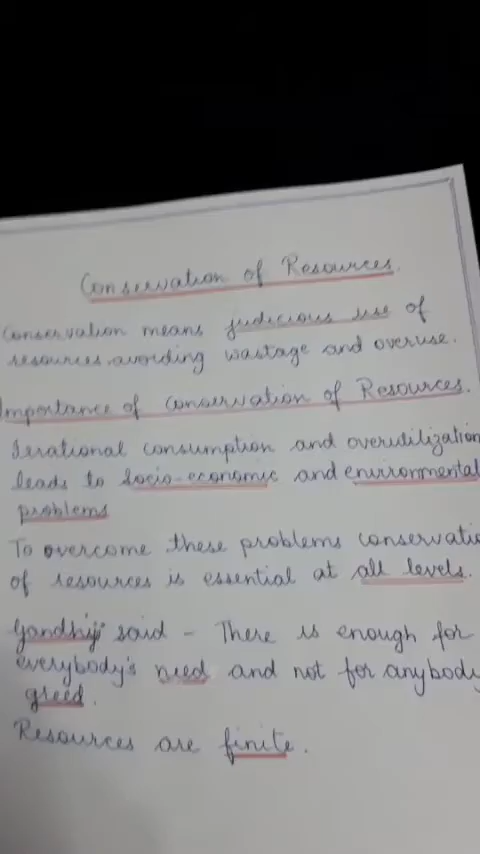 Conservation of Resources.
Conservation means judicious use of
resources avoiding wastage and overuse.
Importance of Conservation of Resources.
Irrational consumption and overutilization
leads to Socio-economic and environmental
problems
To overcome these problems conservati
of resources is essential at all levels.
Gandhiji said - There is enough for
everybody's need and not for anybody
greed.
Resources are finite.